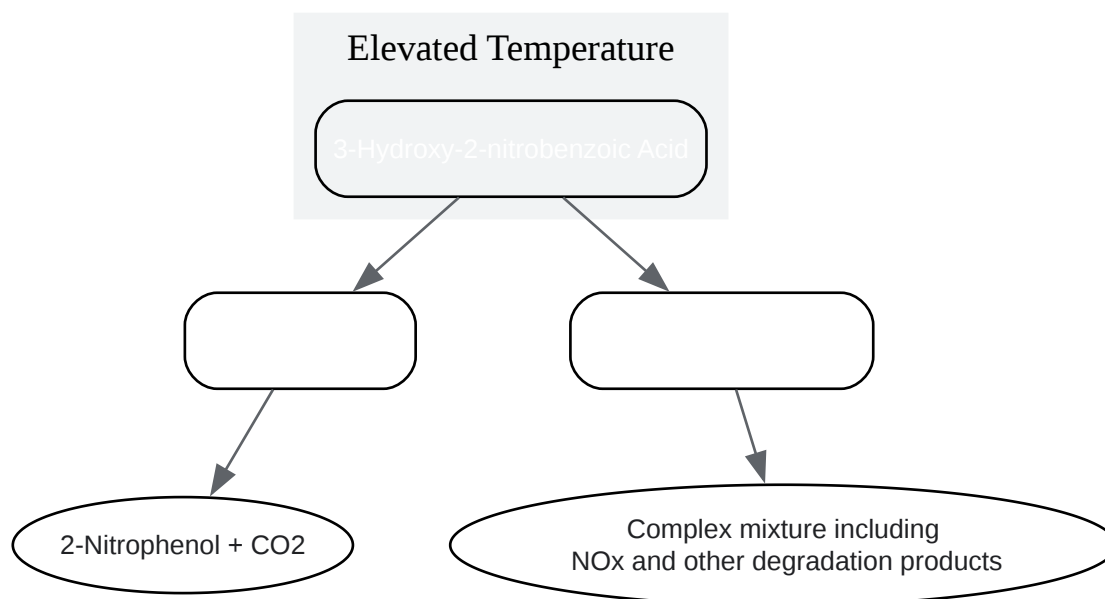 Elevated Temperature
3-Hydroxy-2-nitrobenzoic Acid
2-Nitrophenol + CO2
Complex mixture including
NOx and other degradation products